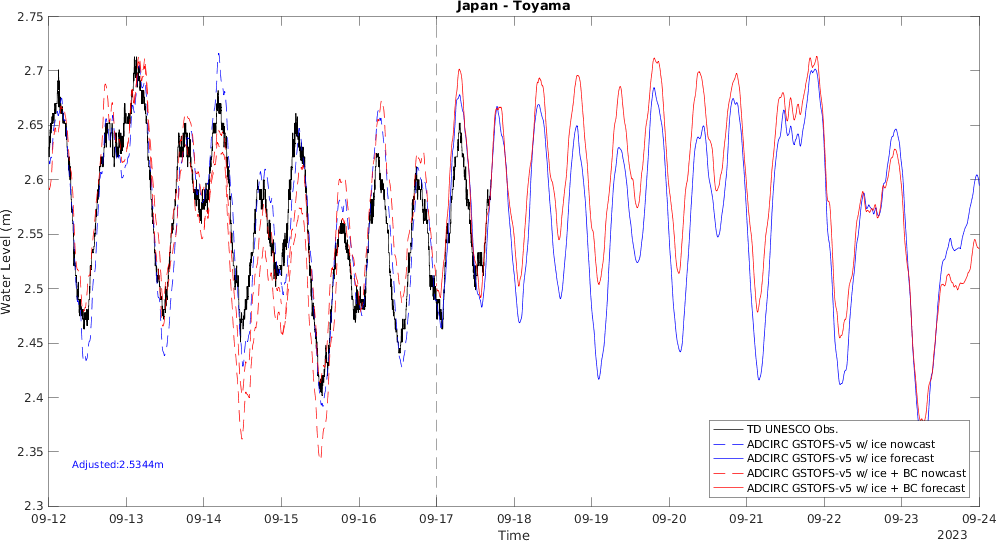 Japan - Toyama
Water Level (m)
2.75
2.7
2.65
2.6
2.55
2.5
2.45
2.4
2.35
2.3
Adjusted:2.5344m
TD UNESCO Obs.
ADCIRC GSTOFS-v5 w/ ice nowcast
ADCIRC GSTOFS-v5 w/ ice forecast
ADCIRC GSTOFS-v5 w/ ice + BC nowcast
ADCIRC GSTOFS-v5 w/ ice + BC forecast
09-12 09-13 09-14 09-15 09-16 09-17 09-18 09-19 09-20 09-21 09-22 09-23 09-24
Time
2023